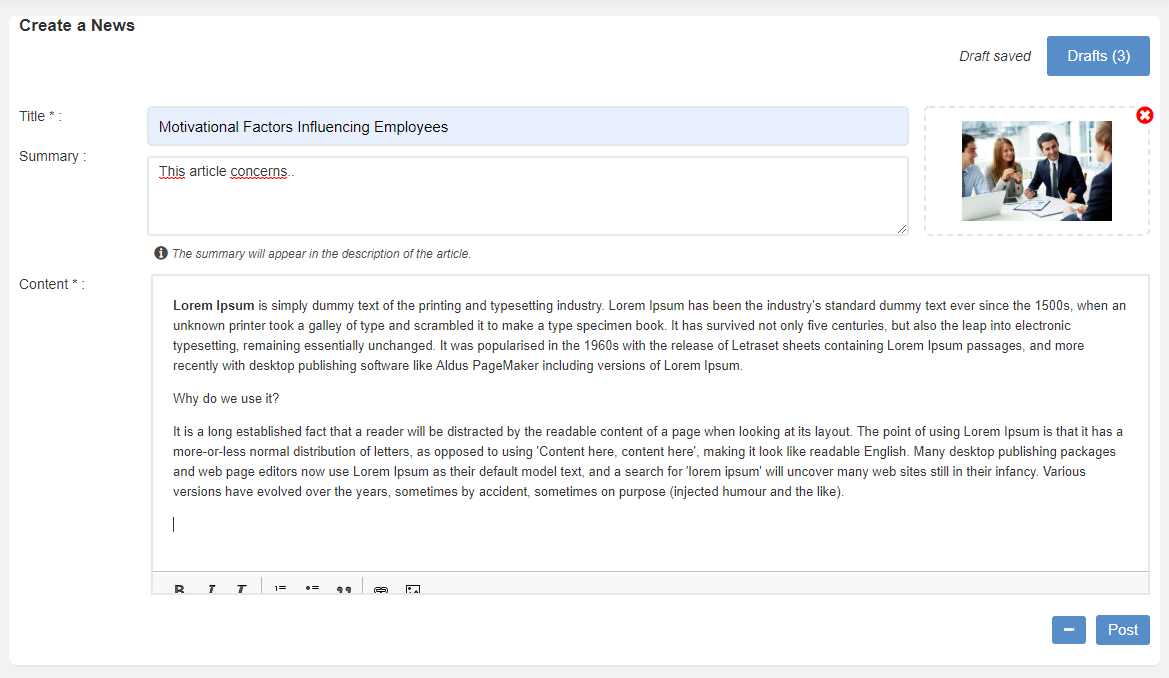 Create a News
Draft saved
Drafts (3)
Title * :
Motivational Factors Influencing Employees
Summary :
This article concerns..
The summary will appear in the description of the article.
Content * :
Lorem Ipsum is simply dummy text of the printing and typesetting industry. Lorem Ipsum has been the industry's standard dummy text ever since the 1500s, when an
unknown printer took a galley of type and scrambled it to make a type specimen book. It has survived not only five centuries, but also the leap into electronic
typesetting, remaining essentially unchanged. It was popularised in the 1960s with the release of Letraset sheets containing Lorem Ipsum passages, and more
recently with desktop publishing software like Aldus PageMaker including versions of Lorem Ipsum.
Why do we use it?
It is a long established fact that a reader will be distracted by the readable content of a page when looking at its layout. The point of using Lorem Ipsum is that it has a
more-or-less normal distribution of letters, as opposed to using 'Content here, content here', making it look like readable English. Many desktop publishing packages
and web page editors now use Lorem Ipsum as their default model text, and a search for 'lorem ipsum' will uncover many web sites still in their infancy. Various
versions have evolved over the years, sometimes by accident, sometimes on purpose (injected humour and the like).
B I T
Post